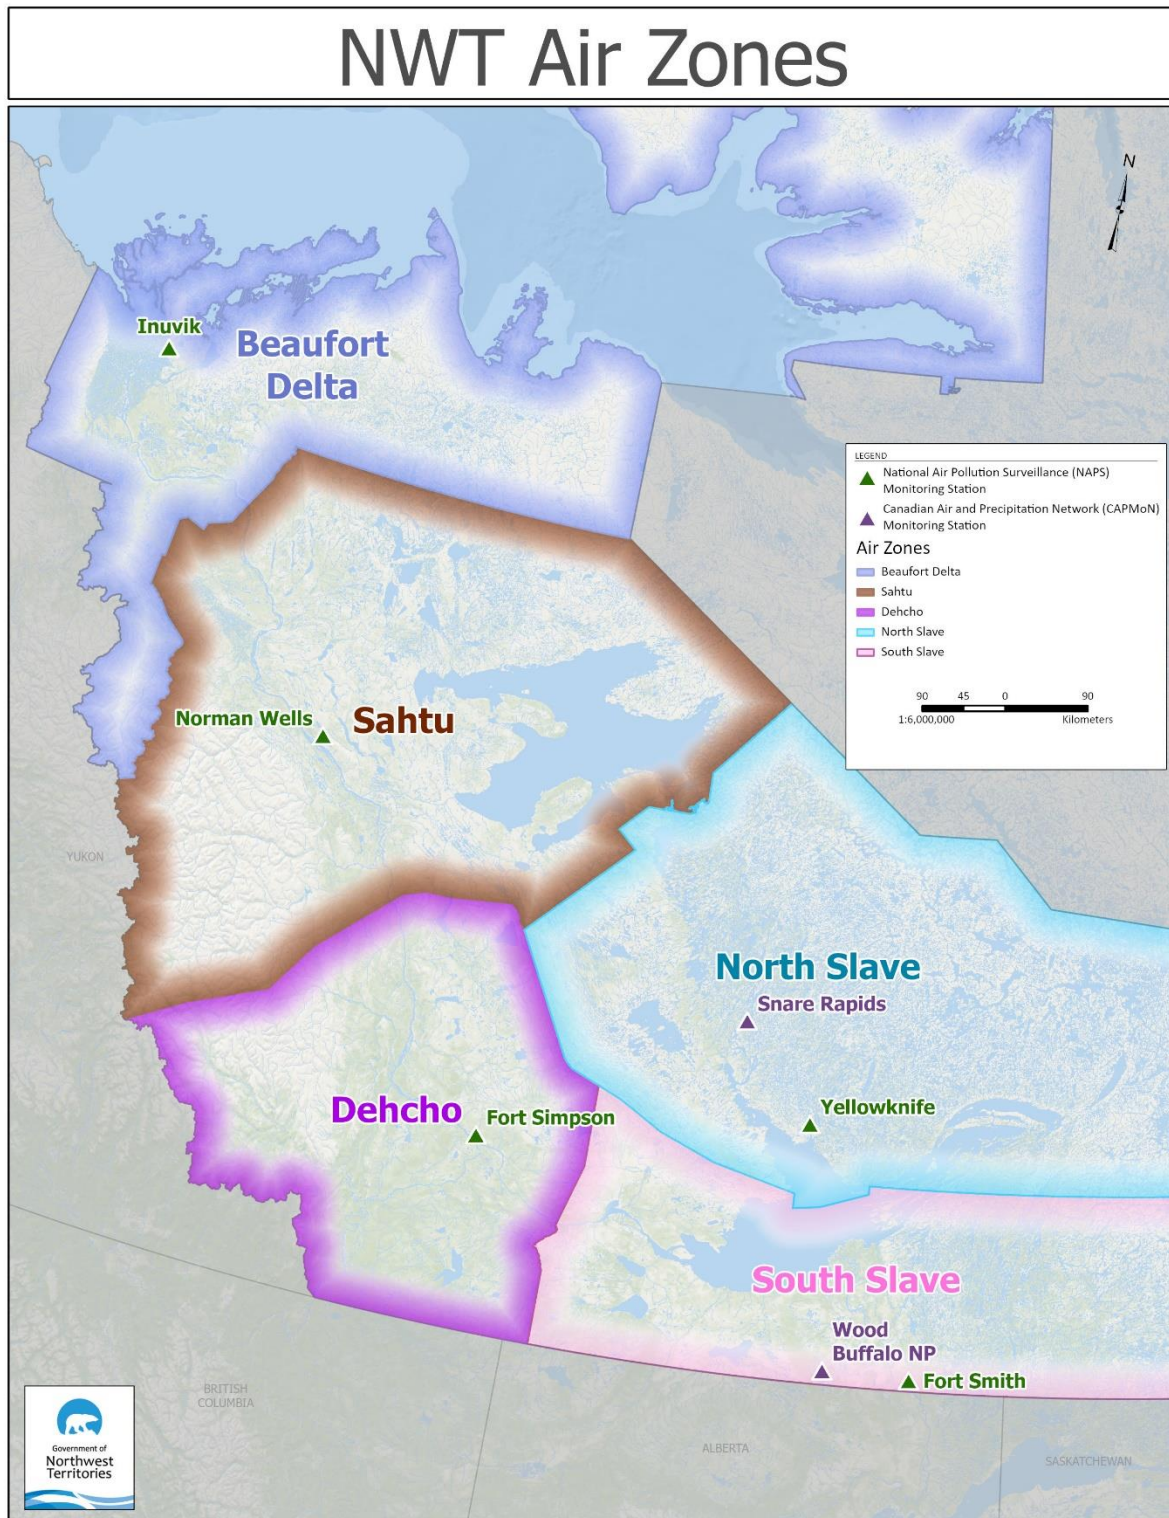 NWT Air Zones
N
Inuvik
Beaufort
Delta
LEGEND
National Air Pollution Surveillance (NAPS)
Monitoring Station
Canadian Air and Precipitation Network (CAPMoN)
Monitoring Station
Air Zones
Beaufort Delta
Sahtu
Dehcho
North Slave
South Slave
90 45 0 90
1:6,000,000 Kilometers
Norman Wells
Sahtu
YUKON
North Slave
Snare Rapids
Dehcho
Fort Simpson
Yellowknife
South Slave
Wood
Buffalo NP
Fort Smith
BRITISH
COLUMBIA
ALBERTA
SASKATCHEWAN
Government of
Northwest
Territories